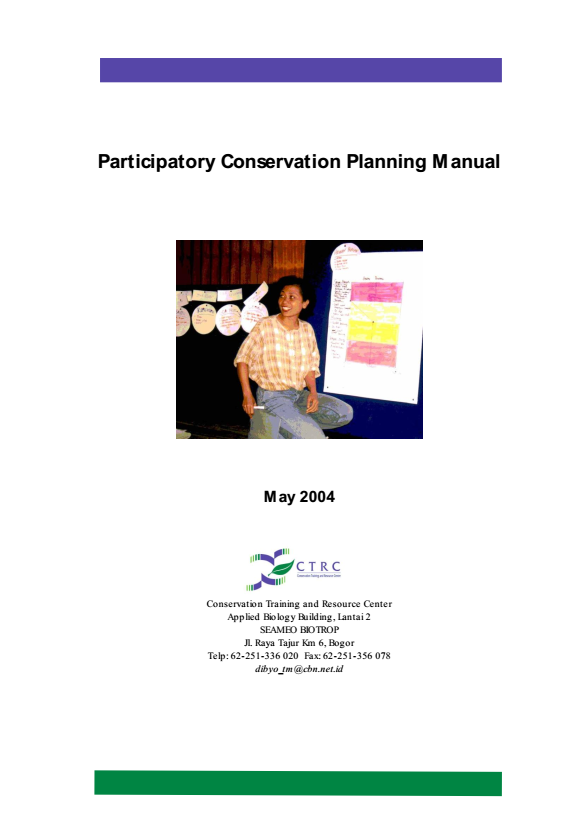 Participatory Conservation Planning Manual
May 2004
CTRC
Conservation Training and Resource Center
Conservation Training and Resource Center
Applied Biology Building, Lantai 2
SEAMEO BIOTROP
Jl. Raya Tajur Km 6, Bogor
Telp: 62-251-336 020 Fax: 62-251-356 078
dibyo_tm@cbn.net.id